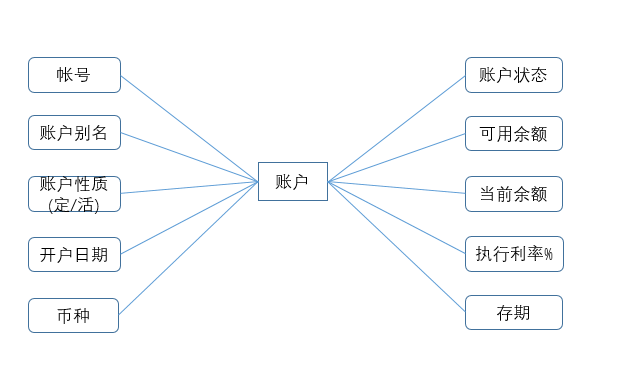 帐号
账户别名
账户性质
(定/活)
开户日期
币种
账户
账户状态
可用余额
当前余额
执行利率%
存期